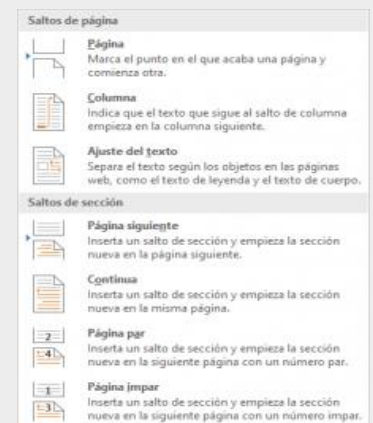 Saltos de página
Página
Marca el punto en el que acaba una página y
comienza otra.
Columna
Indica que el texto que sigue al salto de columna
empieza en la columna siguiente.
Ajuste del texto
Separa el texto según los objetos en las páginas
web, como el texto de leyenda y el texto de cuerpo.
Saltos de sección
Página siguiente
Inserta un salto de sección y empieza la sección
nueva en la página siguiente.
Continua
Inserta un salto de sección y empieza la sección
nueva en la misma página.
2
4
Página par
Inserta un salto de sección y empieza la sección
nueva en la siguiente página con un número par.
1
3
Página impar
Inserta un salto de sección y empieza la sección
nueva en la siguiente página con un número impar.